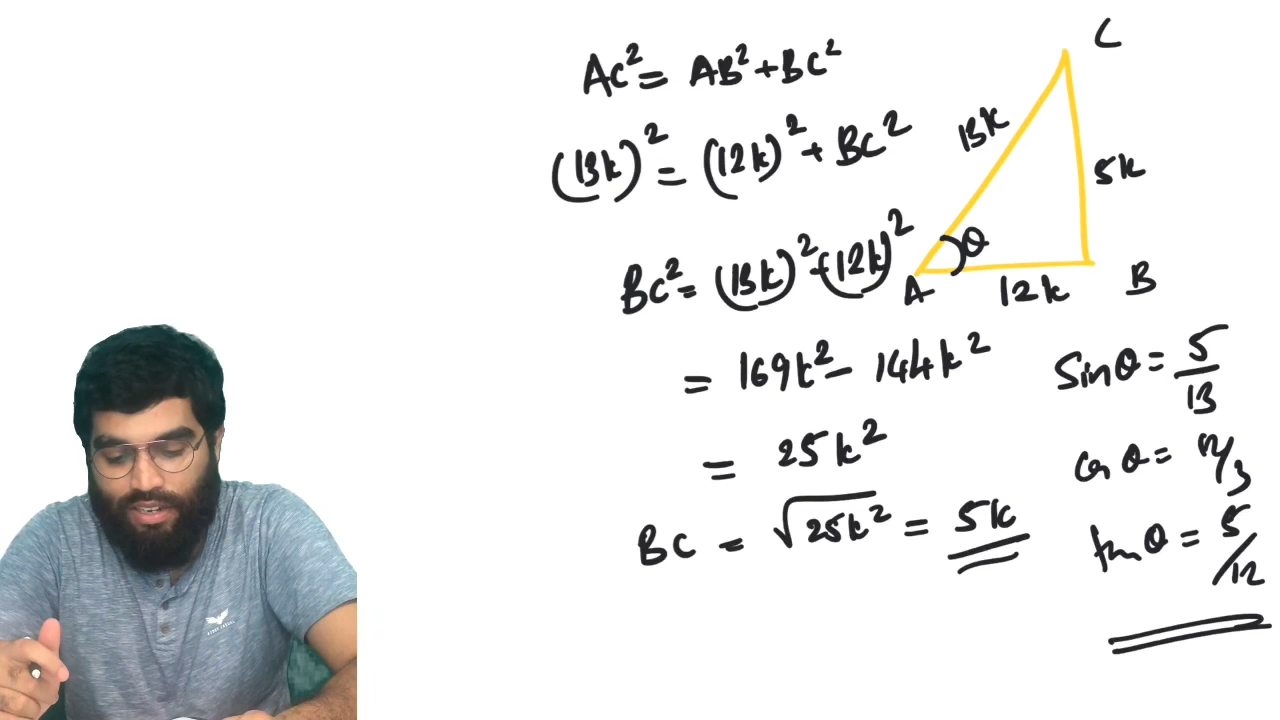 AC² = AB² + BC²
(13k)² = (12k)² + BC²
BC² = (13k)² - (12k)²
= 169k² - 144k²
= 25k²
BC = √25k² = 5k
C
13k
5k
θ
A
12k
B
Sinθ = 5/13
cosθ = 12/3
tanθ = 5/12